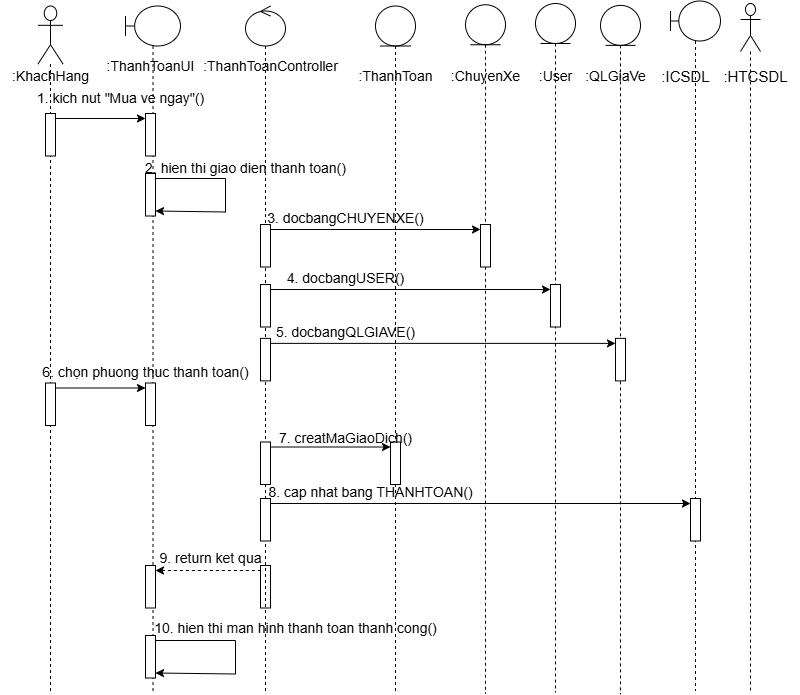 :KhachHang
:ThanhToanUI
:ThanhToanController
:ThanhToan
:ChuyenXe
:User
:QLGiaVe
:ICSDL
:HTCSDL
1. kich nut "Mua ve ngay"()
2. hien thi giao dien thanh toan()
3. docbangCHUYENXE()
4. docbangUSER()
5. docbangQLGIAVE()
6. chọn phuong thuc thanh toan()
7. creatMaGiaoDich()
8. cap nhat bang THANHTOAN()
9. return ket qua
10. hien thi man hinh thanh toan thanh cong()